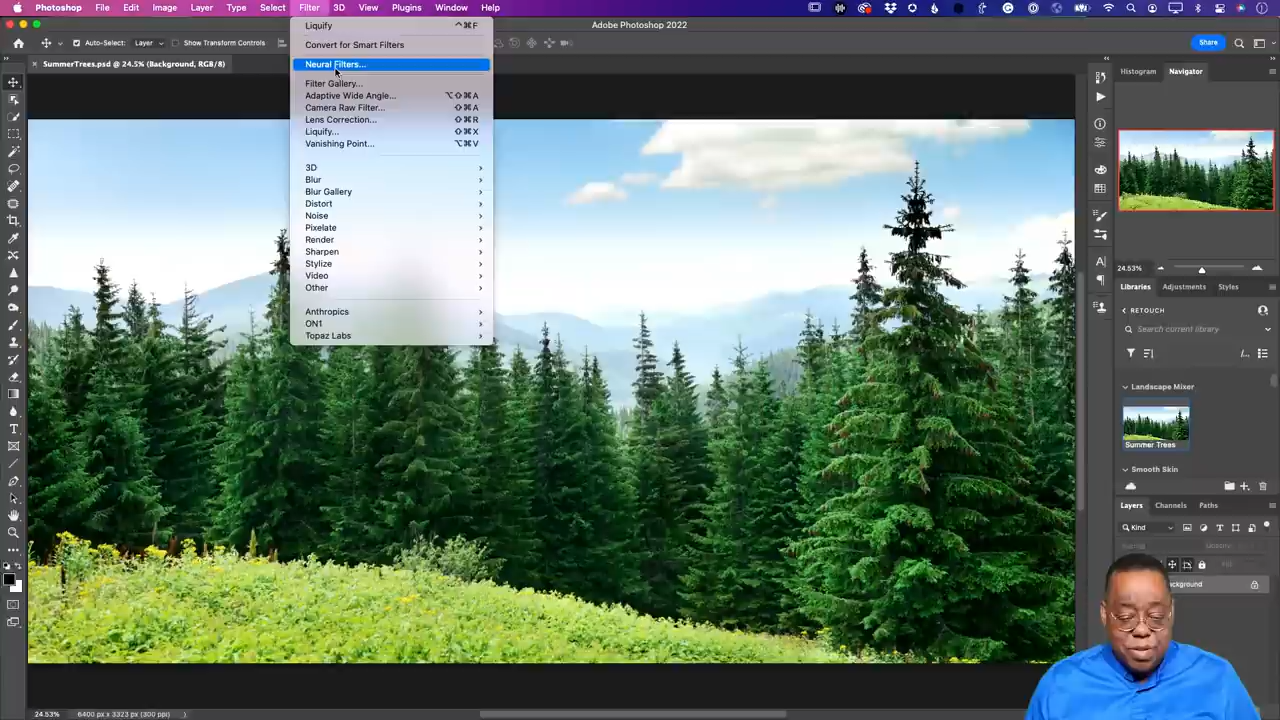 Photoshop File Edit Image Layer Type Select Filter 3D View Plugins Window Help
Adobe Photoshop 2022
Auto-Select: Layer Show Transform Controls
Share
SummerTrees.psd @ 24.5% (Background, RGB/8)
Liquify ^⌘F
Convert for Smart Filters
Neural Filters...
Filter Gallery...
Adaptive Wide Angle... ⌥⇧⌘A
Camera Raw Filter... ⇧⌘A
Lens Correction... ⇧⌘R
Liquify... ⇧⌘X
Vanishing Point... ⌥⌘V
3D
Blur
Blur Gallery
Distort
Noise
Pixelate
Render
Sharpen
Stylize
Video
Other
Anthropics
ON1
Topaz Labs
Histogram Navigator
24.53%
Libraries Adjustments Styles
RETOUCH
Search current library
Landscape Mixer
Summer Trees
Smooth Skin
Layers Channels Paths
Kind
Opacity:
Fill:
ackground
24.53% 6400 px x 3323 px (300 ppi)